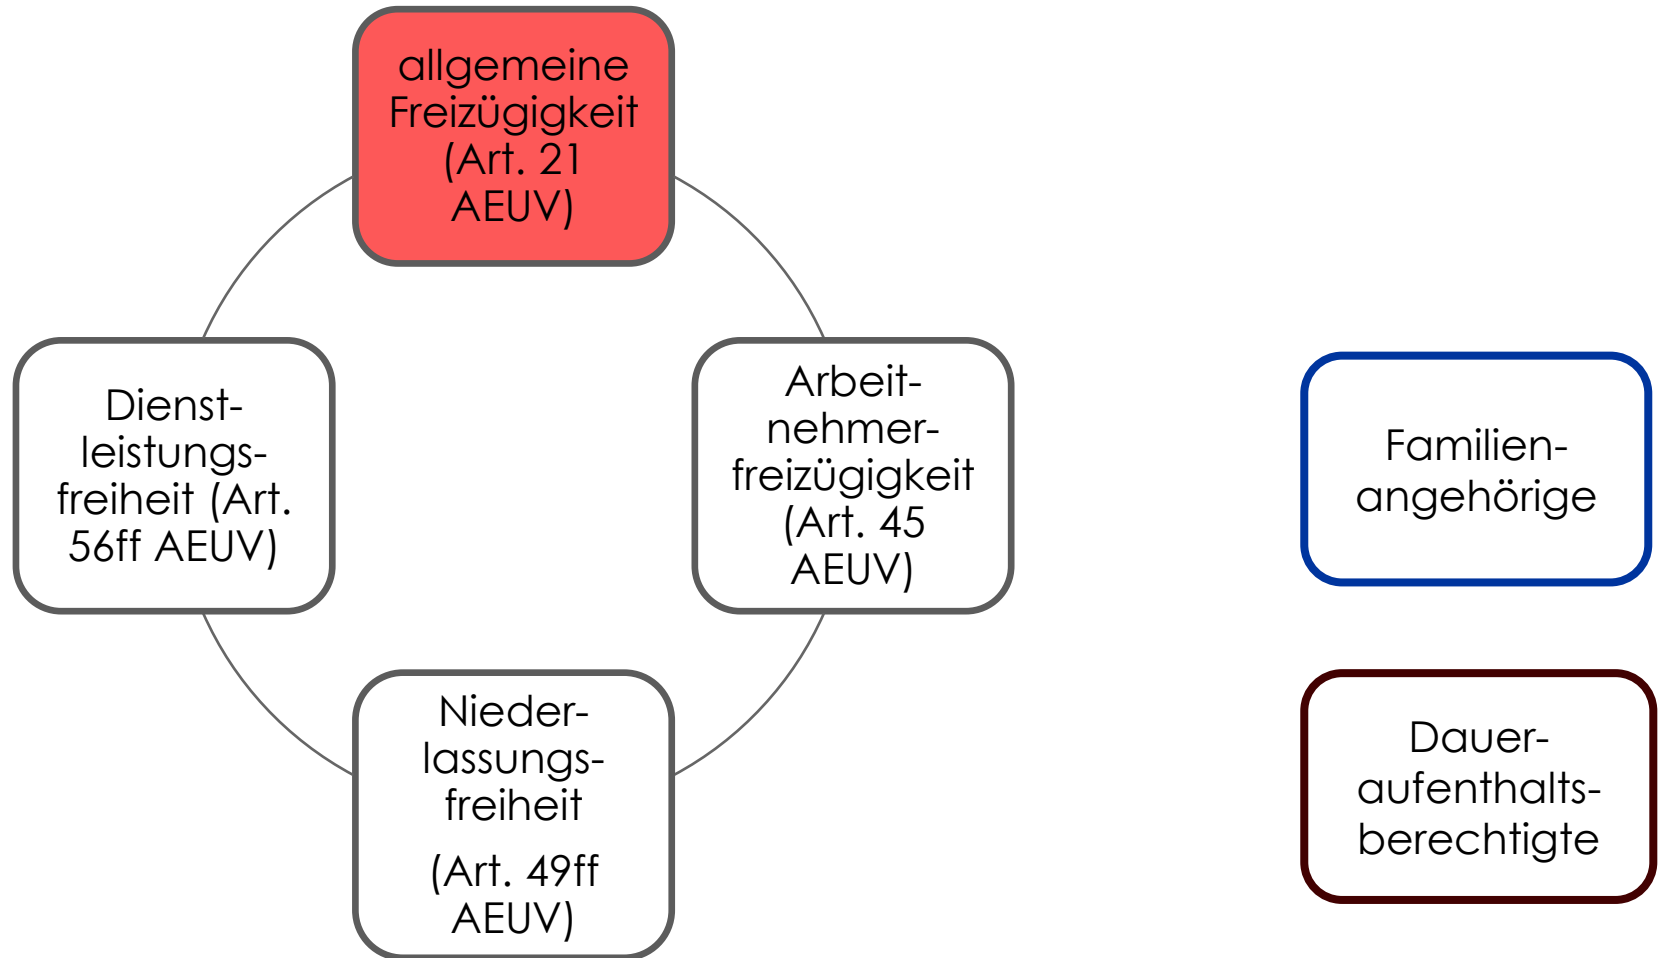 allgemeine
Freizügigkeit
(Art. 21
AEUV)
Dienst-
leistungs-
freiheit (Art.
56ff AEUV)
Arbeit-
nehmer-
freizügigkeit
(Art. 45
AEUV)
Familien-
angehörige
Nieder-
lassungs-
freiheit
(Art. 49ff
AEUV)
Dauer-
aufenthalts-
berechtigte